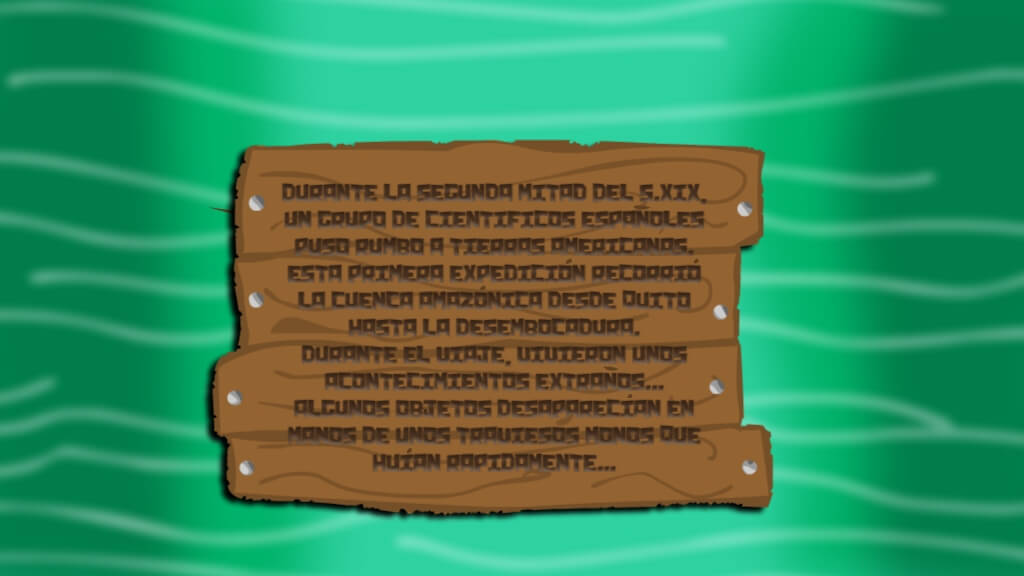 DURANTE LA SEGUNDA MITAD DEL S.XIX,
UN GRUPO DE CIENTIFICOS ESPAÑOLES
PUSO RUMBO A TIERRAS AMERICANAS.
ESTA PRIMERA EXPEDICIÓN RECORRIÓ
LA CUENCA AMAZÓNICA DESDE QUITO
HASTA LA DESEMBOCADURA.
DURANTE EL VIAJE, VIVIERON UNOS
ACONTECIMIENTOS EXTRAÑOS...
ALGUNOS OBJETOS DESAPARECÍAN EN
MANOS DE UNOS TRAVIESOS MONOS QUE
HUÍAN RAPIDAMENTE...